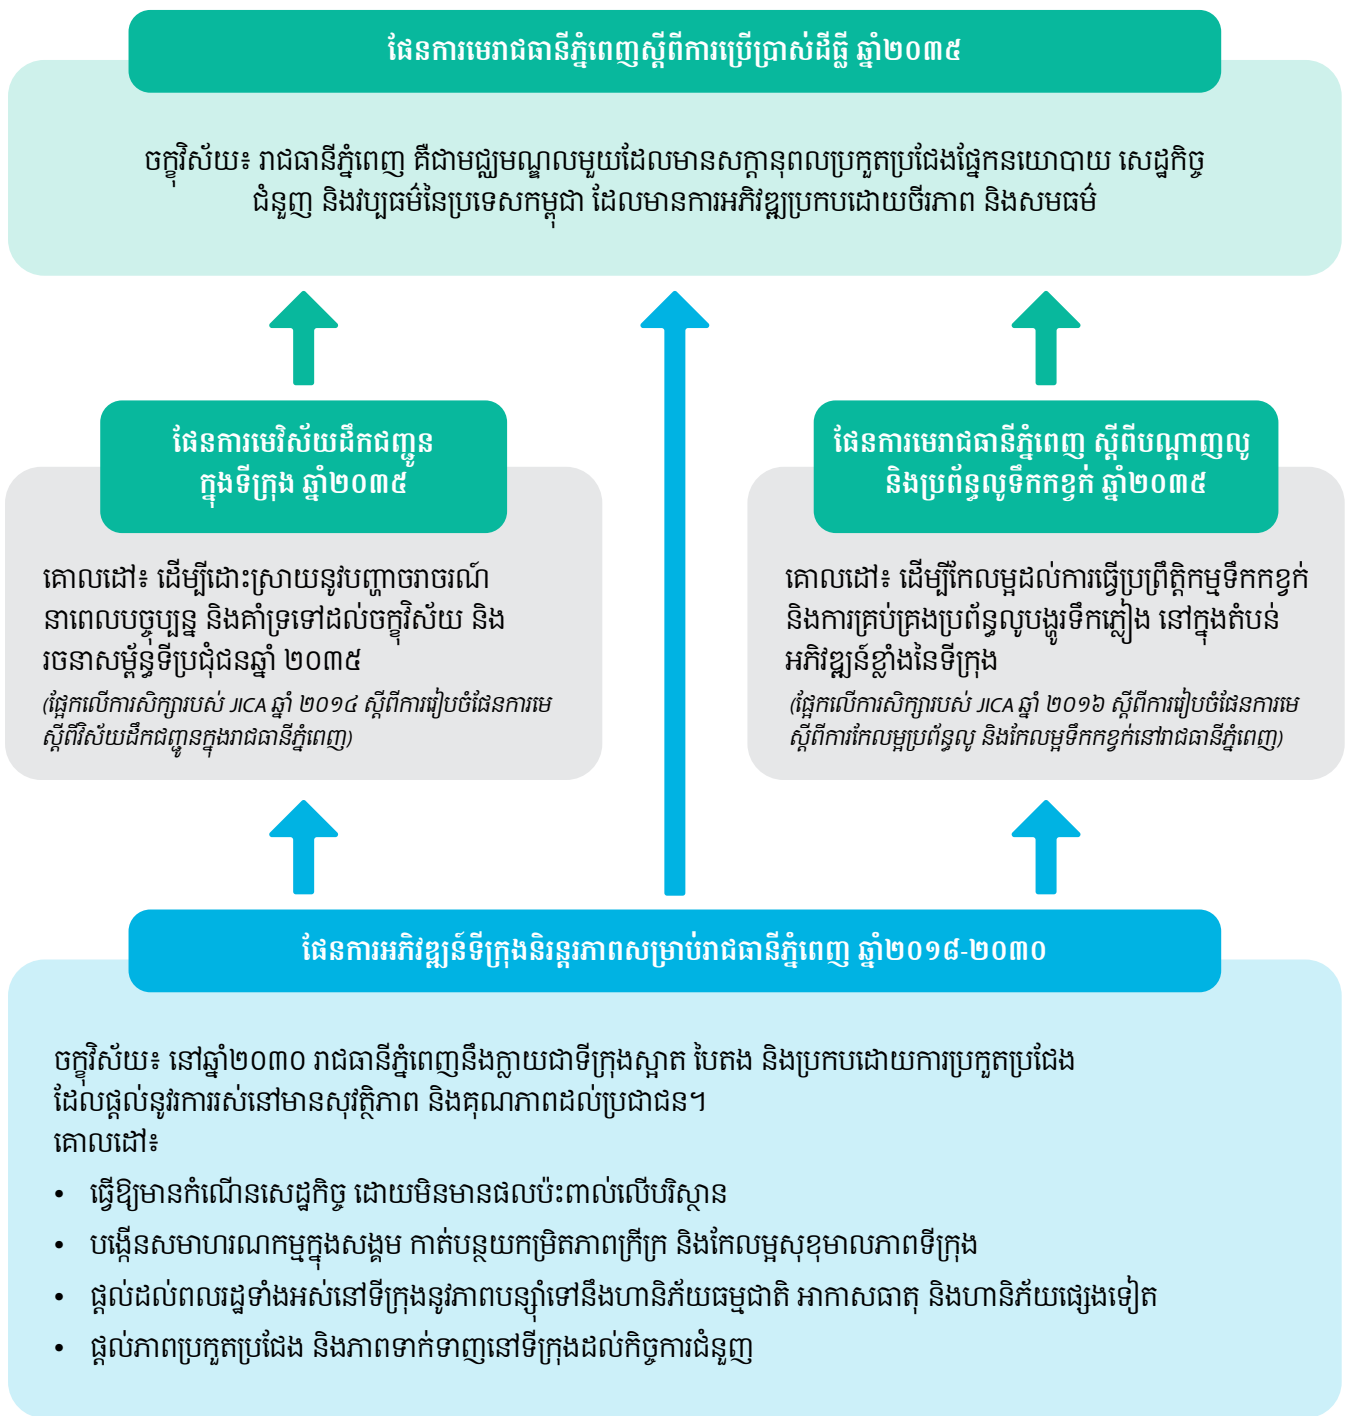 ផែនការមេរាជធានីភ្នំពេញស្តីពីការប្រើប្រាស់ដីធ្លី ឆ្នាំ២០៣៥
ចក្ខុវិស័យ៖ រាជធានីភ្នំពេញ គឺជាមជ្ឈមណ្ឌលមួយដែលមានសក្តានុពលប្រកួតប្រជែងផ្នែកនយោបាយ សេដ្ឋកិច្ច
ជំនួញ និងវប្បធម៌នៃប្រទេសកម្ពុជា ដែលមានការអភិវឌ្ឍប្រកបដោយចីរភាព និងសមធម៌
ផែនការមេវិស័យដឹកជញ្ជូន
ក្នុងទីក្រុង ឆ្នាំ២០៣៥
គោលដៅ៖ ដើម្បីដោះស្រាយនូវបញ្ហាចរាចរណ៍
នាពេលបច្ចុប្បន្ន និងគាំទ្រទៅដល់ចក្ខុវិស័យ និង
រចនាសម្ព័ន្ធទីប្រជុំជនឆ្នាំ ២០៣៥
(ផ្អែកលើការសិក្សារបស់ JICA ឆ្នាំ ២០១៤ ស្តីពីការរៀបចំផែនការមេ
ស្តីពីវិស័យដឹកជញ្ជូនក្នុងរាជធានីភ្នំពេញ)
ផែនការមេរាជធានីភ្នំពេញ ស្តីពីបណ្តាញលូ
និងប្រព័ន្ធលូទឹកកខ្វក់ ឆ្នាំ២០៣៥
គោលដៅ៖ ដើម្បីកែលម្អដល់ការធ្វើប្រព្រឹត្តិកម្មទឹកកខ្វក់
និងការគ្រប់គ្រងប្រព័ន្ធលូបង្ហូរទឹកភ្លៀង នៅក្នុងតំបន់
អភិវឌ្ឍន៍ខ្លាំងនៃទីក្រុង
(ផ្អែកលើការសិក្សារបស់ JICA ឆ្នាំ ២០១៦ ស្តីពីការរៀបចំផែនការមេ
ស្តីពីការកែលម្អប្រព័ន្ធលូ និងកែលម្អទឹកកខ្វក់នៅរាជធានីភ្នំពេញ)
ផែនការអភិវឌ្ឍន៍ទីក្រុងនិរន្តរភាពសម្រាប់រាជធានីភ្នំពេញ ឆ្នាំ២០១៨-២០៣០
ចក្ខុវិស័យ៖ នៅឆ្នាំ២០៣០ រាជធានីភ្នំពេញនឹងក្លាយជាទីក្រុងស្អាត បៃតង និងប្រកបដោយការប្រកួតប្រជែង
ដែលផ្តល់នូវរការរស់នៅមានសុវត្ថិភាព និងគុណភាពដល់ប្រជាជន។
គោលដៅ៖
• ធ្វើឱ្យមានកំណើនសេដ្ឋកិច្ច ដោយមិនមានផលប៉ះពាល់លើបរិស្ថាន
• បង្កើនសមាហរណកម្មក្នុងសង្គម កាត់បន្ថយកម្រិតភាពក្រីក្រ និងកែលម្អសុខុមាលភាពទីក្រុង
• ផ្តល់ដល់ពលរដ្ឋទាំងអស់នៅទីក្រុងនូវភាពបន្ស៊ាំទៅនឹងហានិភ័យធម្មជាតិ អាកាសធាតុ និងហានិភ័យផ្សេងទៀត
• ផ្តល់ភាពប្រកួតប្រជែង និងភាពទាក់ទាញនៅទីក្រុងដល់កិច្ចការជំនួញ